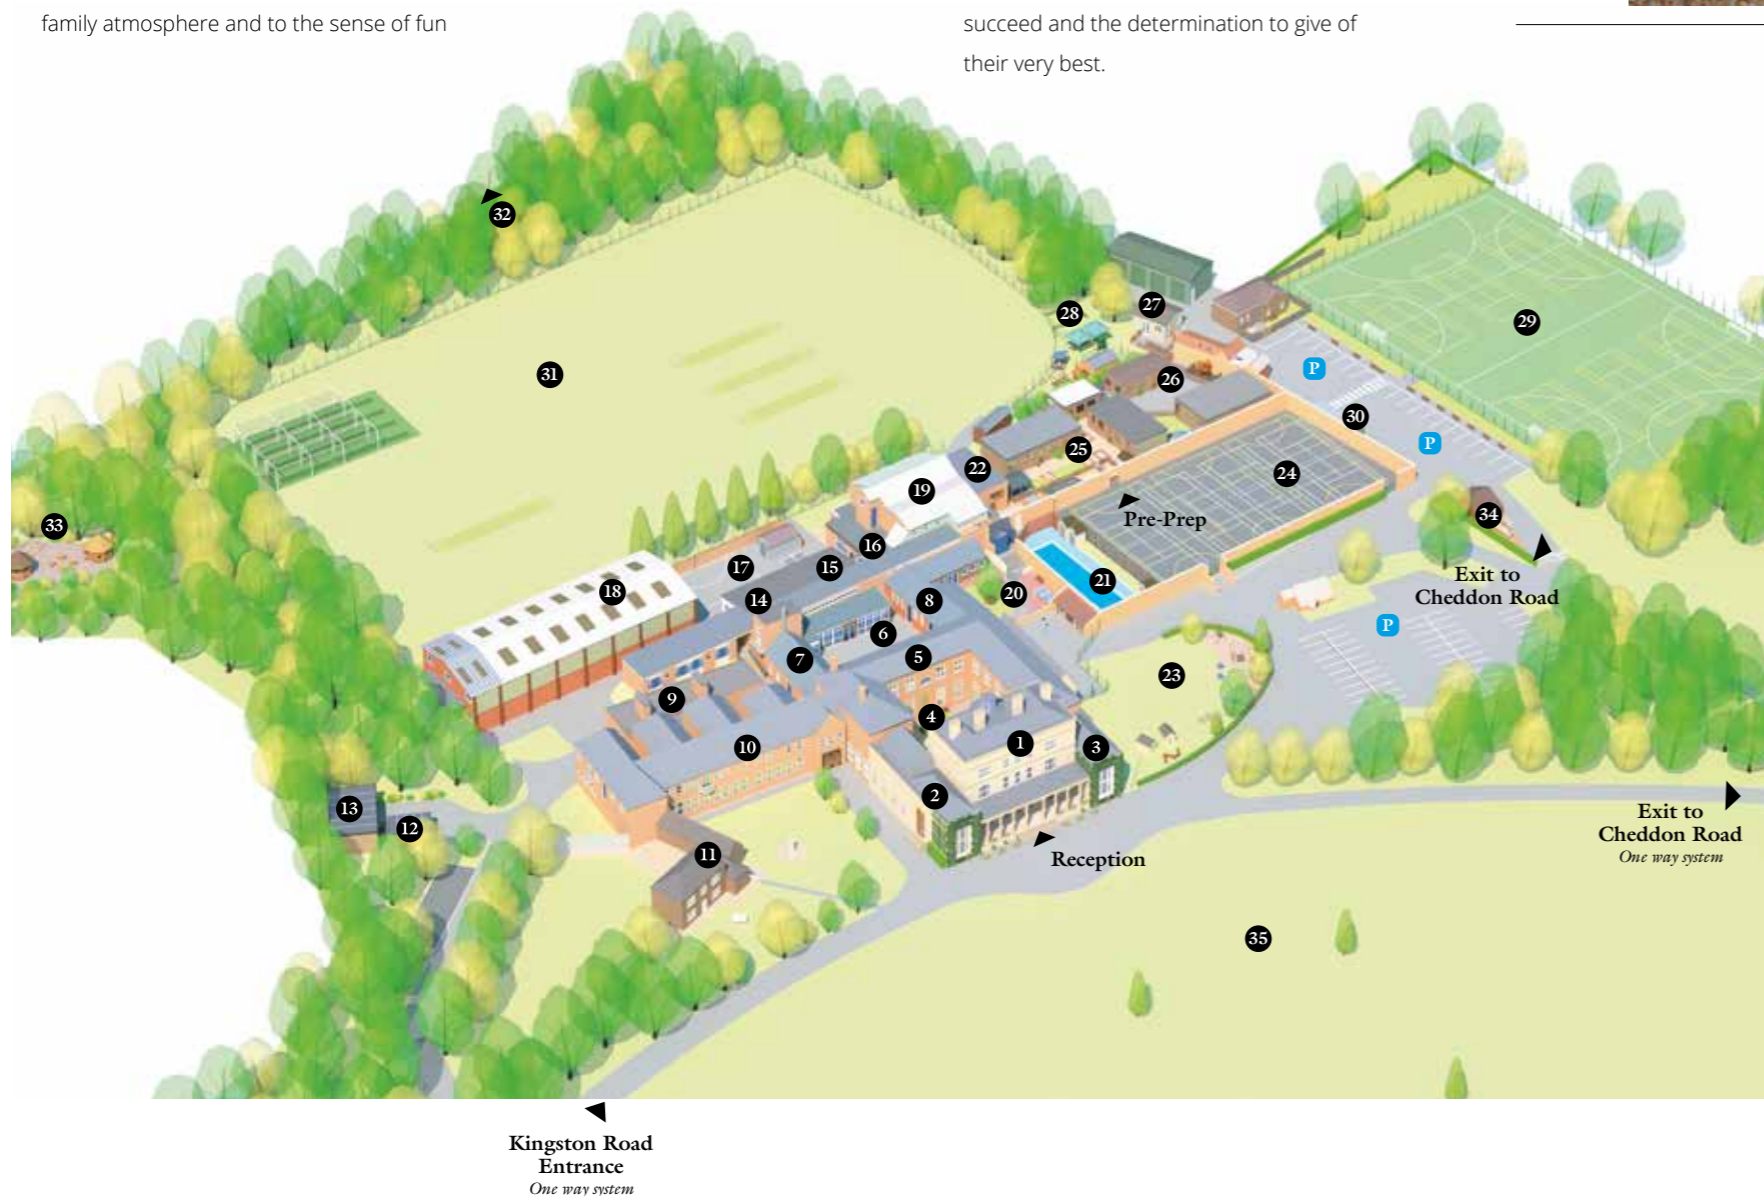 family atmosphere and to the sense of fun
succeed and the determination to give of
their very best.
32
28
27
29
31
P
26
30
P
25
24
22
19
33
Pre-Prep
34
16
17
15
21
Exit to
Cheddon Road
18
14
8
20
P
6
7
5
23
9
4
10
1
3
2
13
12
Exit to
Cheddon Road
One way system
11
Reception
35
Kingston Road
Entrance
One way system